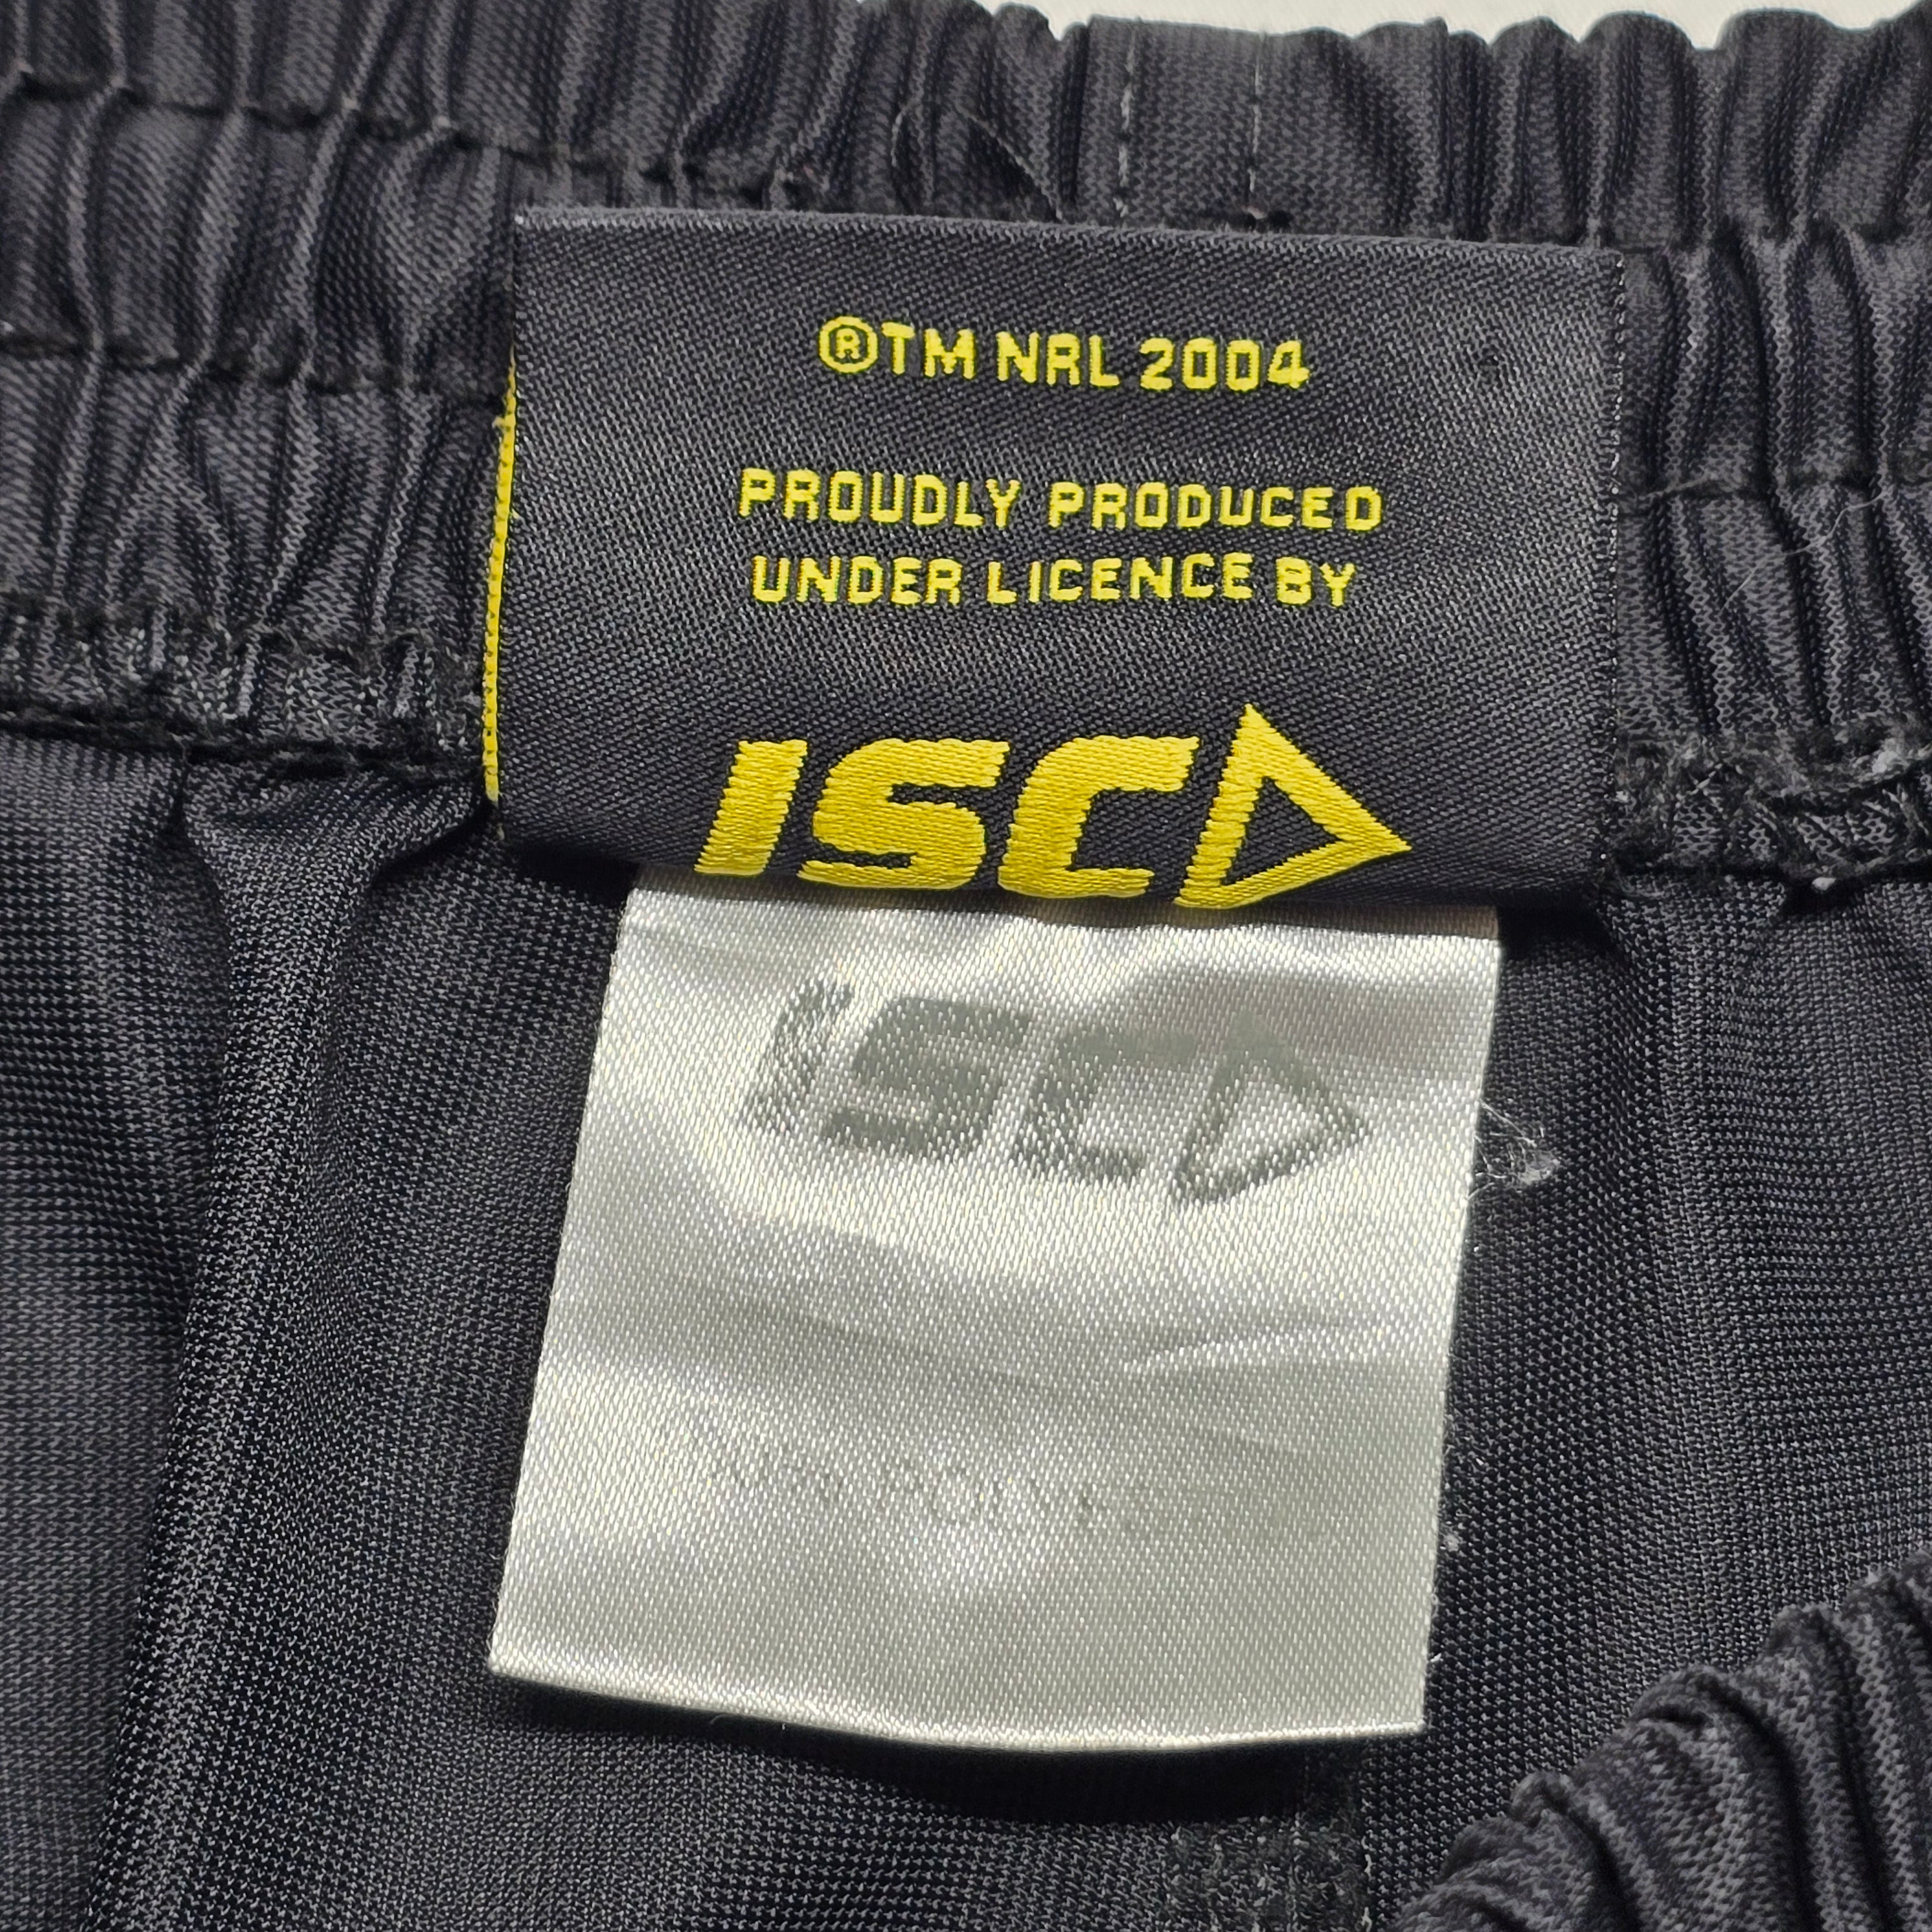 ®TM NRL 2004
PROUDLY PRODUCED
UNDER LICENCE BY
ISC
ISC